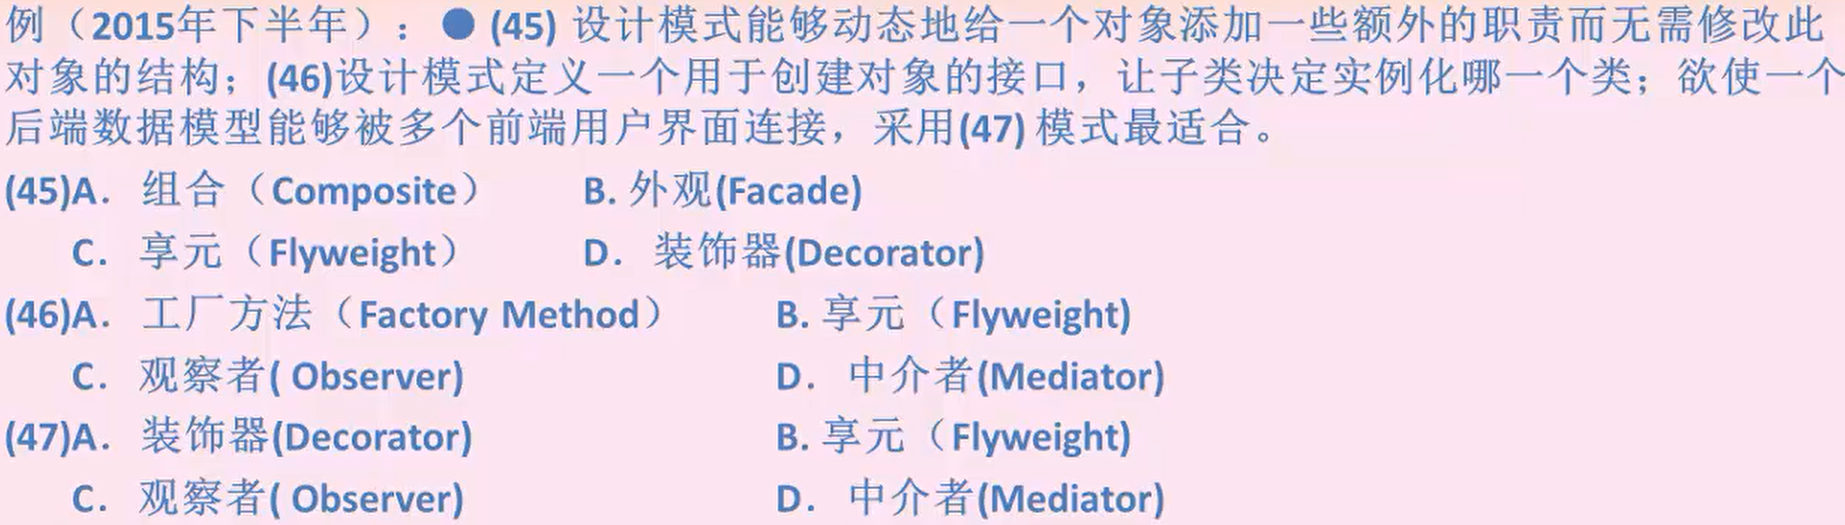 例（2015年下半年）：● (45) 设计模式能够动态地给一个对象添加一些额外的职责而无需修改此
对象的结构；(46)设计模式定义一个用于创建对象的接口，让子类决定实例化哪一个类；欲使一个
后端数据模型能够被多个前端用户界面连接，采用(47) 模式最适合。
(45)A. 组合（Composite） B. 外观(Facade)
C. 享元（Flyweight） D. 装饰器(Decorator)
(46)A. 工厂方法（Factory Method） B. 享元（Flyweight)
C. 观察者( Observer) D. 中介者(Mediator)
(47)A. 装饰器(Decorator) B. 享元（Flyweight)
C. 观察者( Observer) D. 中介者(Mediator)